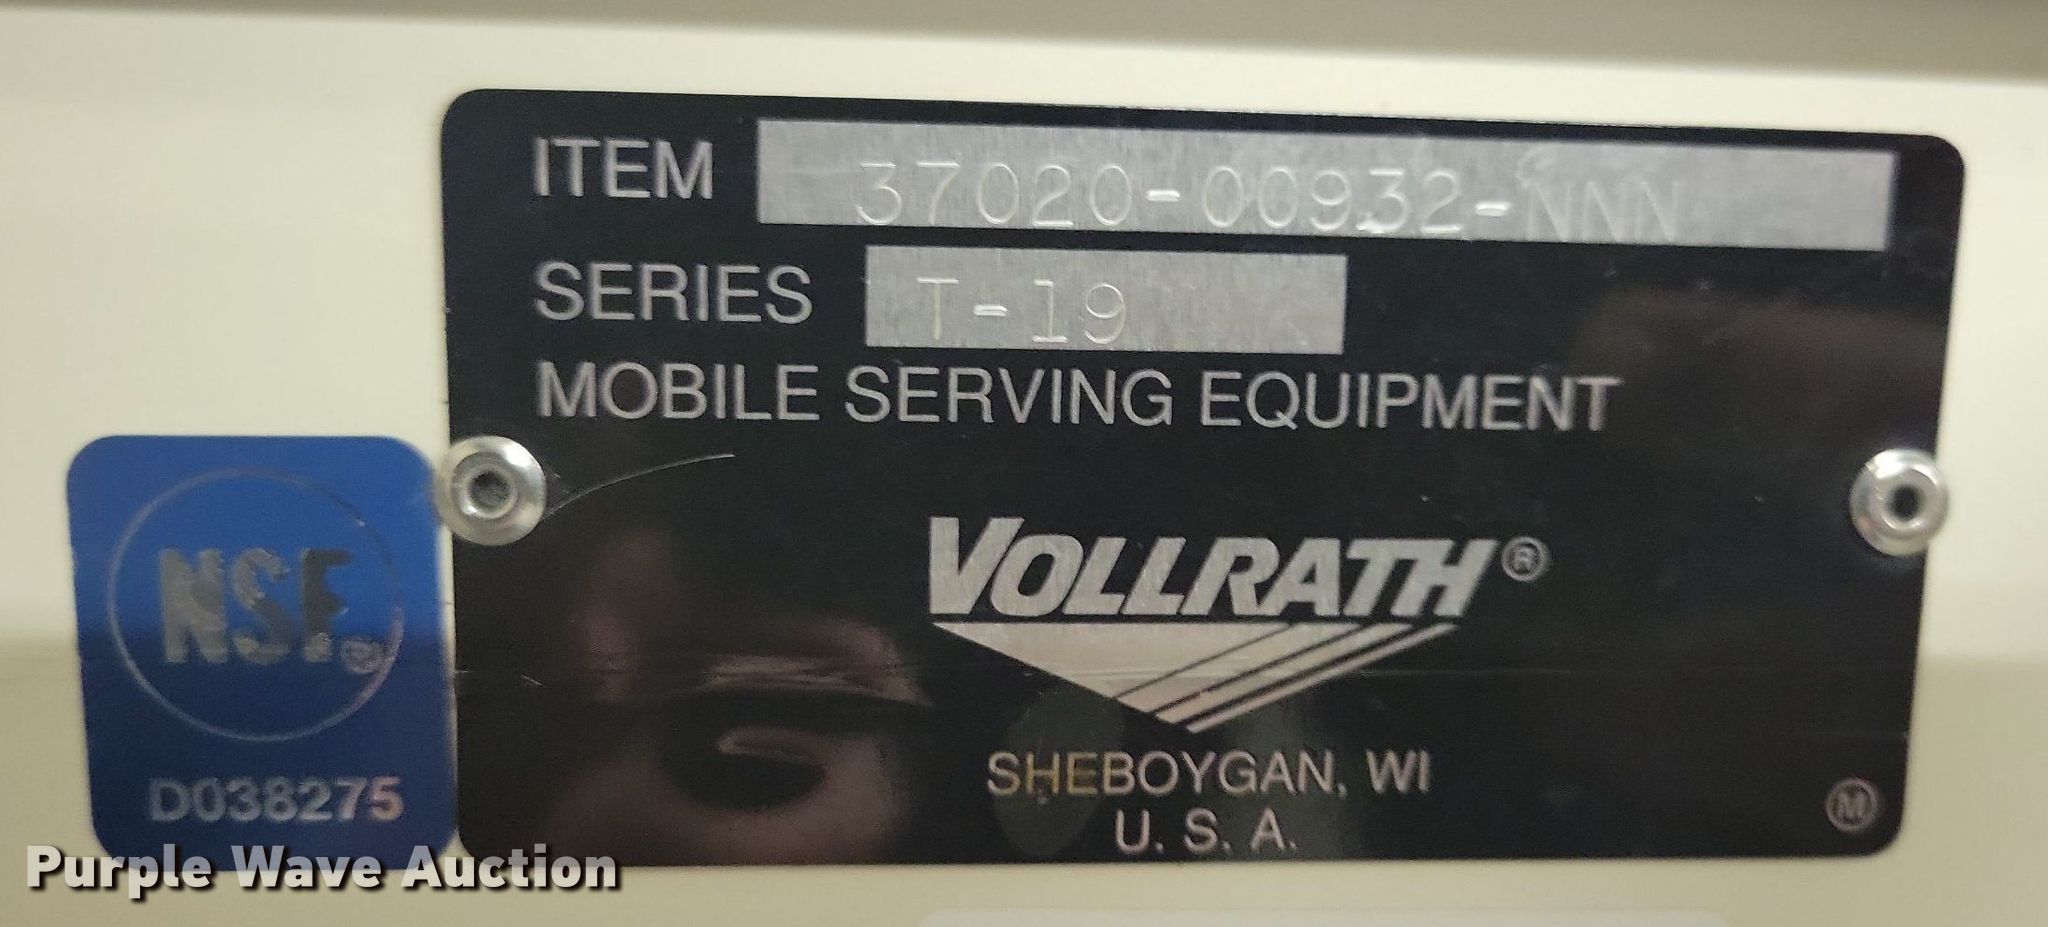 ITEM 37020-00932-NNN
SERIES T-19
MOBILE SERVING EQUIPMENT
VOLLRATH®
SHEBOYGAN, WI
U. S. A.
Ⓜ
NSF®
D038275
Purple Wave Auction